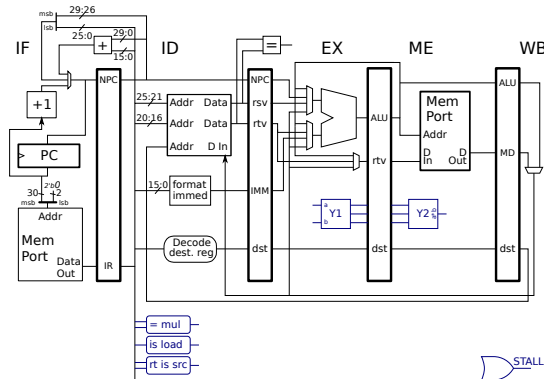 29:26
msb
lsb
25:0
29:0
15:0
IF
ID
EX
ME
WB
+
=
NPC
NPC
+1
PC
30
2'b0
2
msb
lsb
Addr
Mem
Port
Data
Out
IR
25:21
Addr
Data
rsv
20:16
Addr
Data
rtv
Addr
D In
15:0
format
immed
IMM
Decode
dest. reg
dst
ALU
rtv
dst
Mem
Port
Addr
D
In
D
Out
ALU
MD
dst
a
b
Y1
Y2
= mul
is load
rt is src
STALL